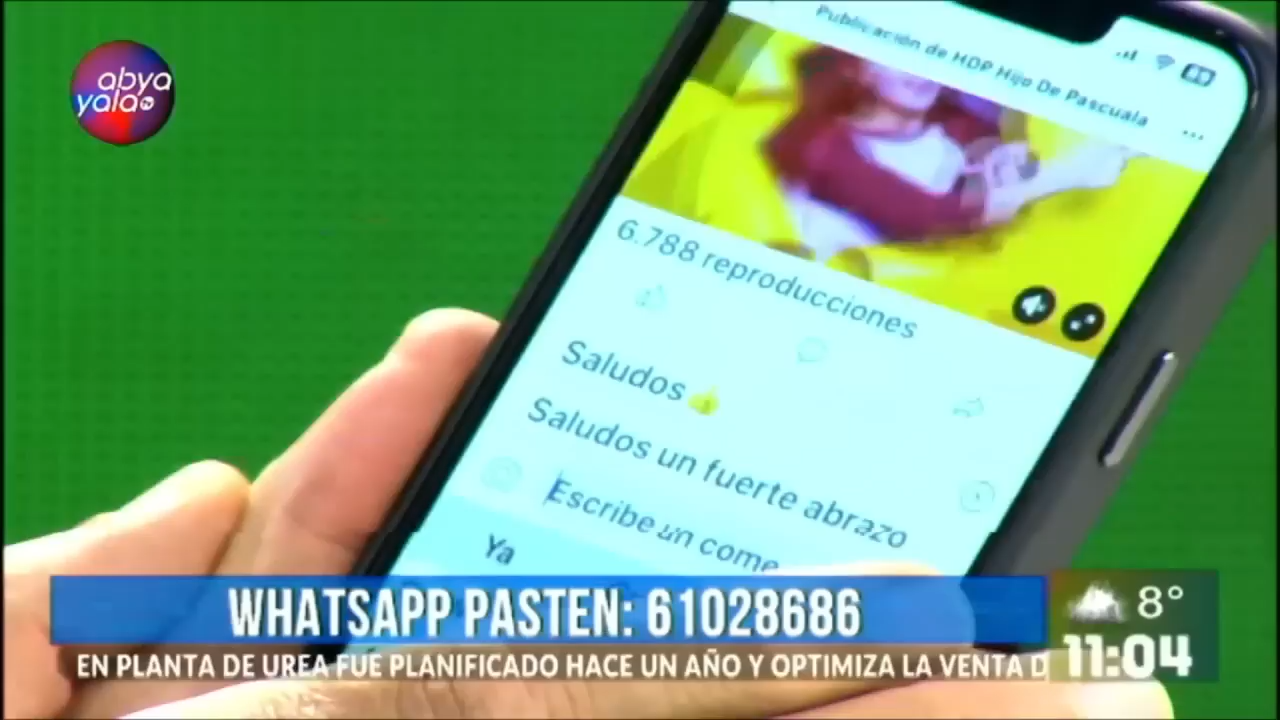 abya
yala tv
Publicación de HDP Hijo De Pascuala
6.788 reproducciones
Saludos 👍
Saludos un fuerte abrazo
Escribe un come
Ya
WHATSAPP PASTEN: 61028686
8°
EN PLANTA DE UREA FUE PLANIFICADO HACE UN AÑO Y OPTIMIZA LA VENTA D
11:04